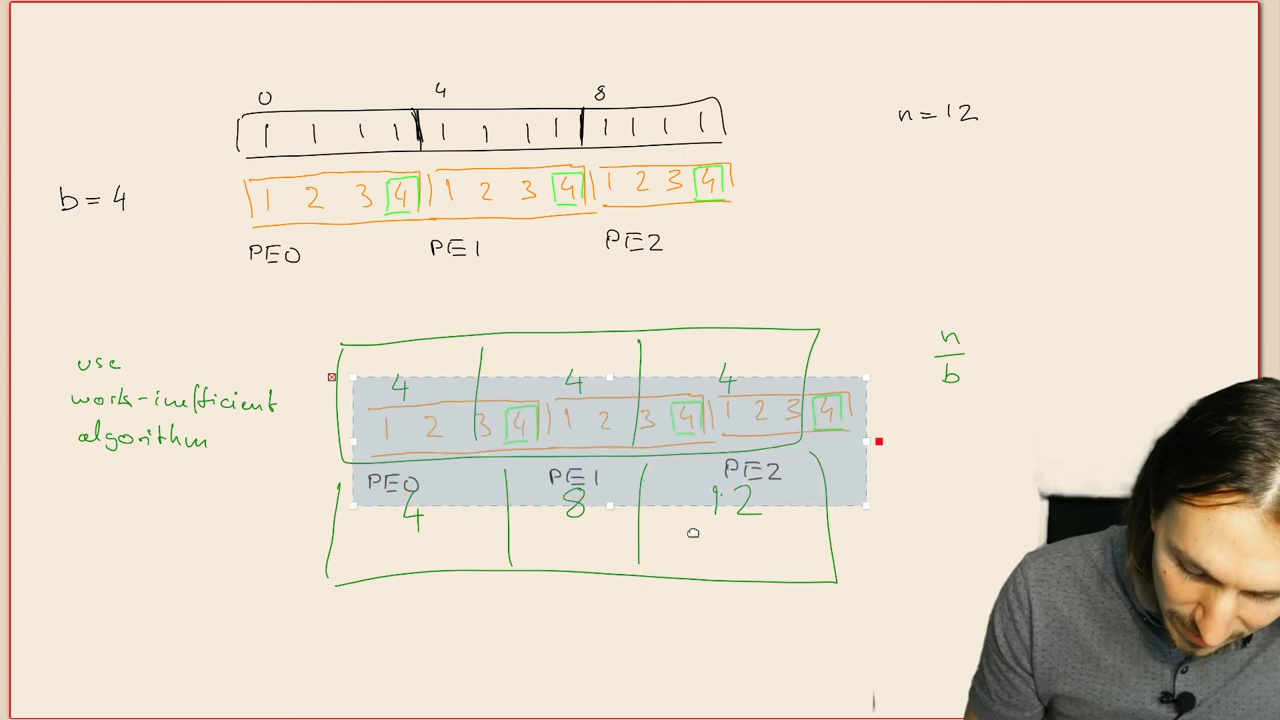 0 4 8
1 1 1 1 1 1 1 1 1 1 1 1
n = 12
1 2 3 4 1 2 3 4 1 2 3 4
b = 4
PE0 PE1 PE2
use
work-inefficient
algorithm
4 4 4
n
b
1 2 3 4 1 2 3 4 1 2 3 4
PE0 PE1 PE2
4 8 12